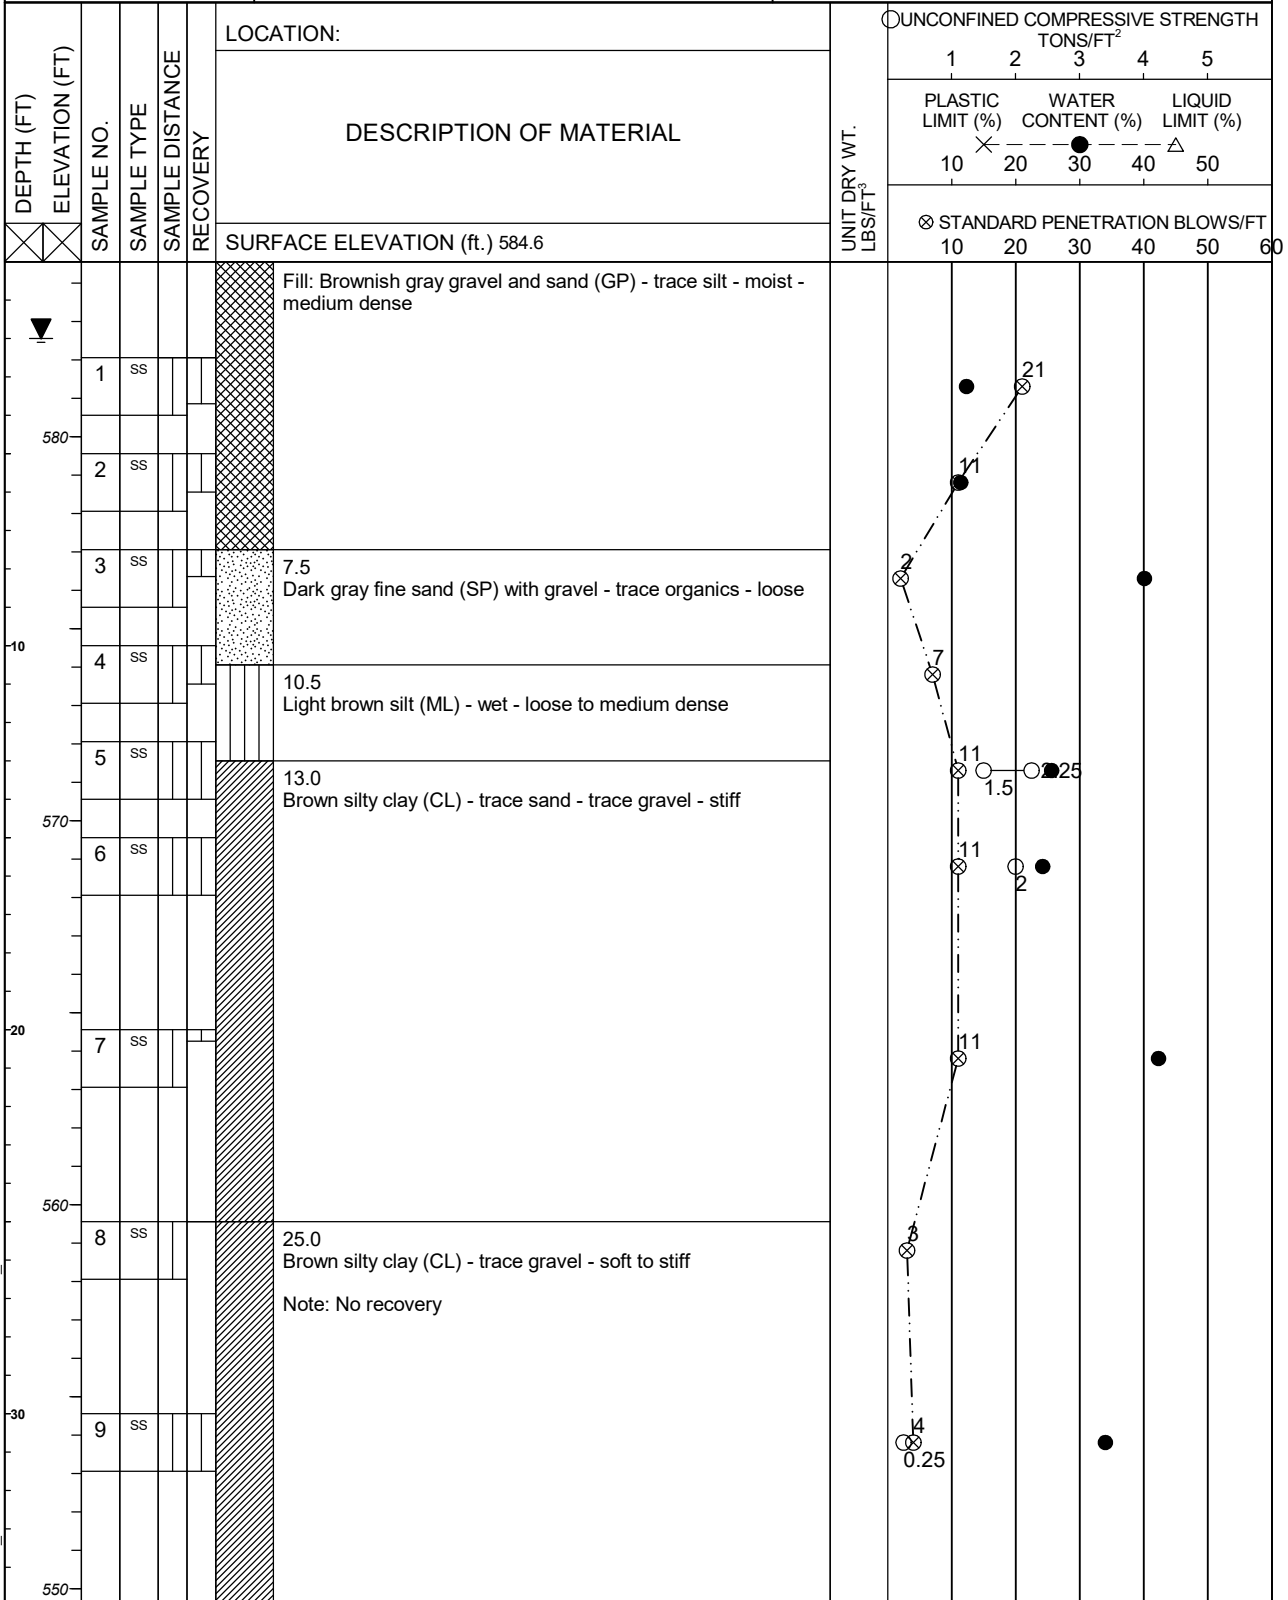 LOCATION:
DEPTH (FT)
ELEVATION (FT)
SAMPLE NO.
SAMPLE TYPE
SAMPLE DISTANCE
RECOVERY
DESCRIPTION OF MATERIAL
SURFACE ELEVATION (ft.) 584.6
UNIT DRY WT.
LBS/FT³
UNCONFINED COMPRESSIVE STRENGTH
TONS/FT²
1 2 3 4 5
PLASTIC WATER LIQUID
LIMIT (%) CONTENT (%) LIMIT (%)
10 20 30 40 50
STANDARD PENETRATION BLOWS/FT
10 20 30 40 50 60
Fill: Brownish gray gravel and sand (GP) - trace silt - moist -
medium dense
1 SS 21
580
2 SS 11
3 SS 2
7.5
Dark gray fine sand (SP) with gravel - trace organics - loose
10
4 SS 7
10.5
Light brown silt (ML) - wet - loose to medium dense
5 SS 11 2.25
1.5
13.0
Brown silty clay (CL) - trace sand - trace gravel - stiff
570
6 SS 11
2
20
7 SS 11
560
8 SS 3
25.0
Brown silty clay (CL) - trace gravel - soft to stiff
Note: No recovery
30
9 SS 4
0.25
550